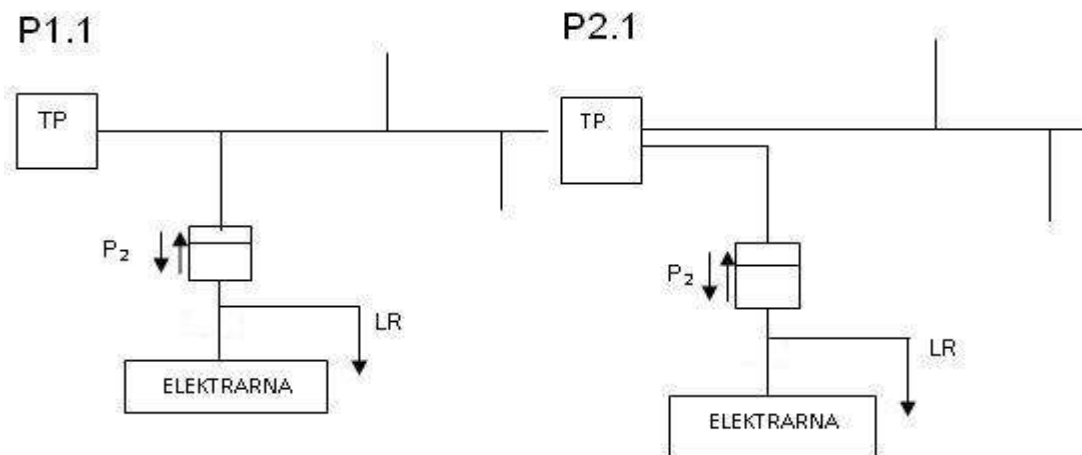 P1.1
TP
P₂
LR
ELEKTRARNA
P2.1
TP
P₂
LR
ELEKTRARNA